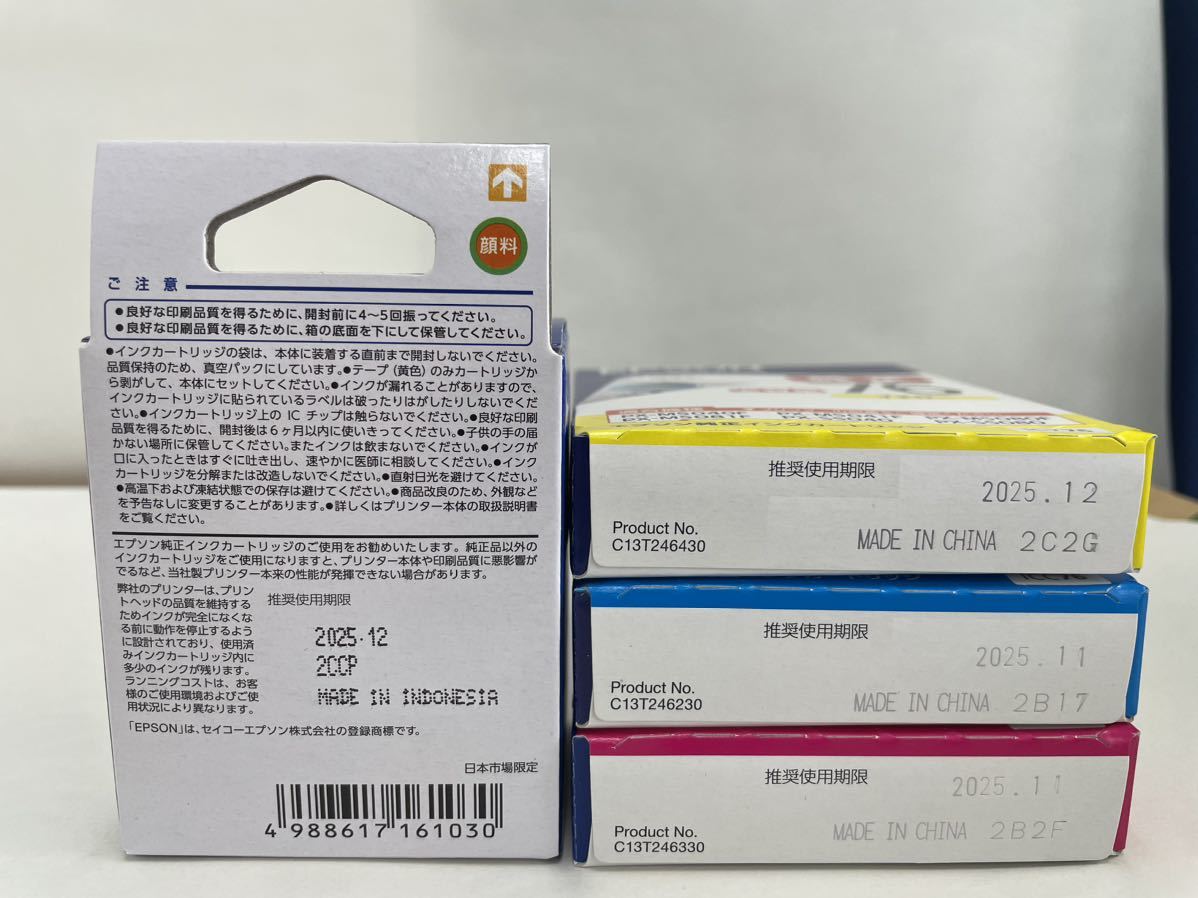 顔料
ご注意
●良好な印刷品質を得るために、開封前に4〜5回振ってください。
●良好な印刷品質を得るために、箱の底面を下にして保管してください。
●インクカートリッジの袋は、本体に装着する直前まで開封しないでください。
品質保持のため、真空パックにしています。●テープ(黄色)のみカートリッジか
ら剥がして、本体にセットしてください。●インクが漏れることがありますので、
インクカートリッジに貼られているラベルは破ったりはがしたりしないでくだ
さい。●インクカートリッジ上の IC チップは触らないでください。●良好な印刷
品質を得るために、開封後は6ヶ月以内に使いきってください。●子供の手の届
かない場所に保管してください。またインクは飲まないでください。●インクが
口に入ったときはすぐに吐き出し、速やかに医師に相談してください。●インク
カートリッジを分解または改造しないでください。●直射日光を避けてください。
●高温下および凍結状態での保存は避けてください。●商品改良のため、外観など
を予告なしに変更することがあります。●詳しくはプリンター本体の取扱説明書
をご覧ください。
エプソン純正インクカートリッジのご使用をお勧めいたします。純正品以外の
インクカートリッジをご使用になりますと、プリンター本体や印刷品質に悪影響が
でるなど、当社製プリンター本来の性能が発揮できない場合があります。
弊社のプリンターは、プリン
トヘッドの品質を維持する
ためインクが完全になくな
る前に動作を停止するよう
に設計されており、使用済
みインクカートリッジ内に
多少のインクが残ります。
ランニングコストは、お客
様のご使用環境およびご使
用状況により異なります。
推奨使用期限
2025.12
2CCP
MADE IN INDONESIA
「EPSON」は、セイコーエプソン株式会社の登録商標です。
日本市場限定
4 988617 161030
推奨使用期限
2025.12
Product No.
C13T246430
MADE IN CHINA 2C2G
推奨使用期限
2025.11
Product No.
C13T246230
MADE IN CHINA 2B17
推奨使用期限
2025.11
Product No.
C13T246330
MADE IN CHINA 2B2F